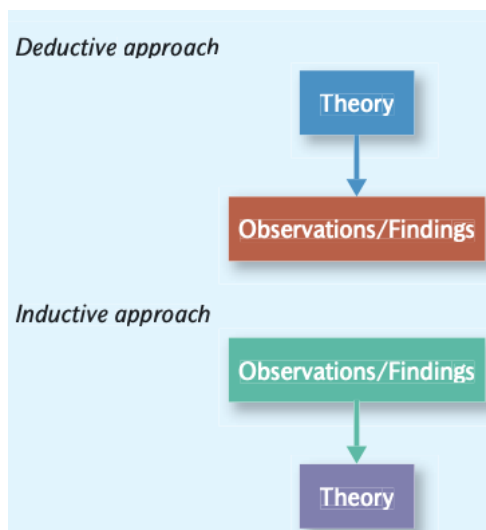 Deductive approach
Theory
Observations/Findings
Inductive approach
Observations/Findings
Theory